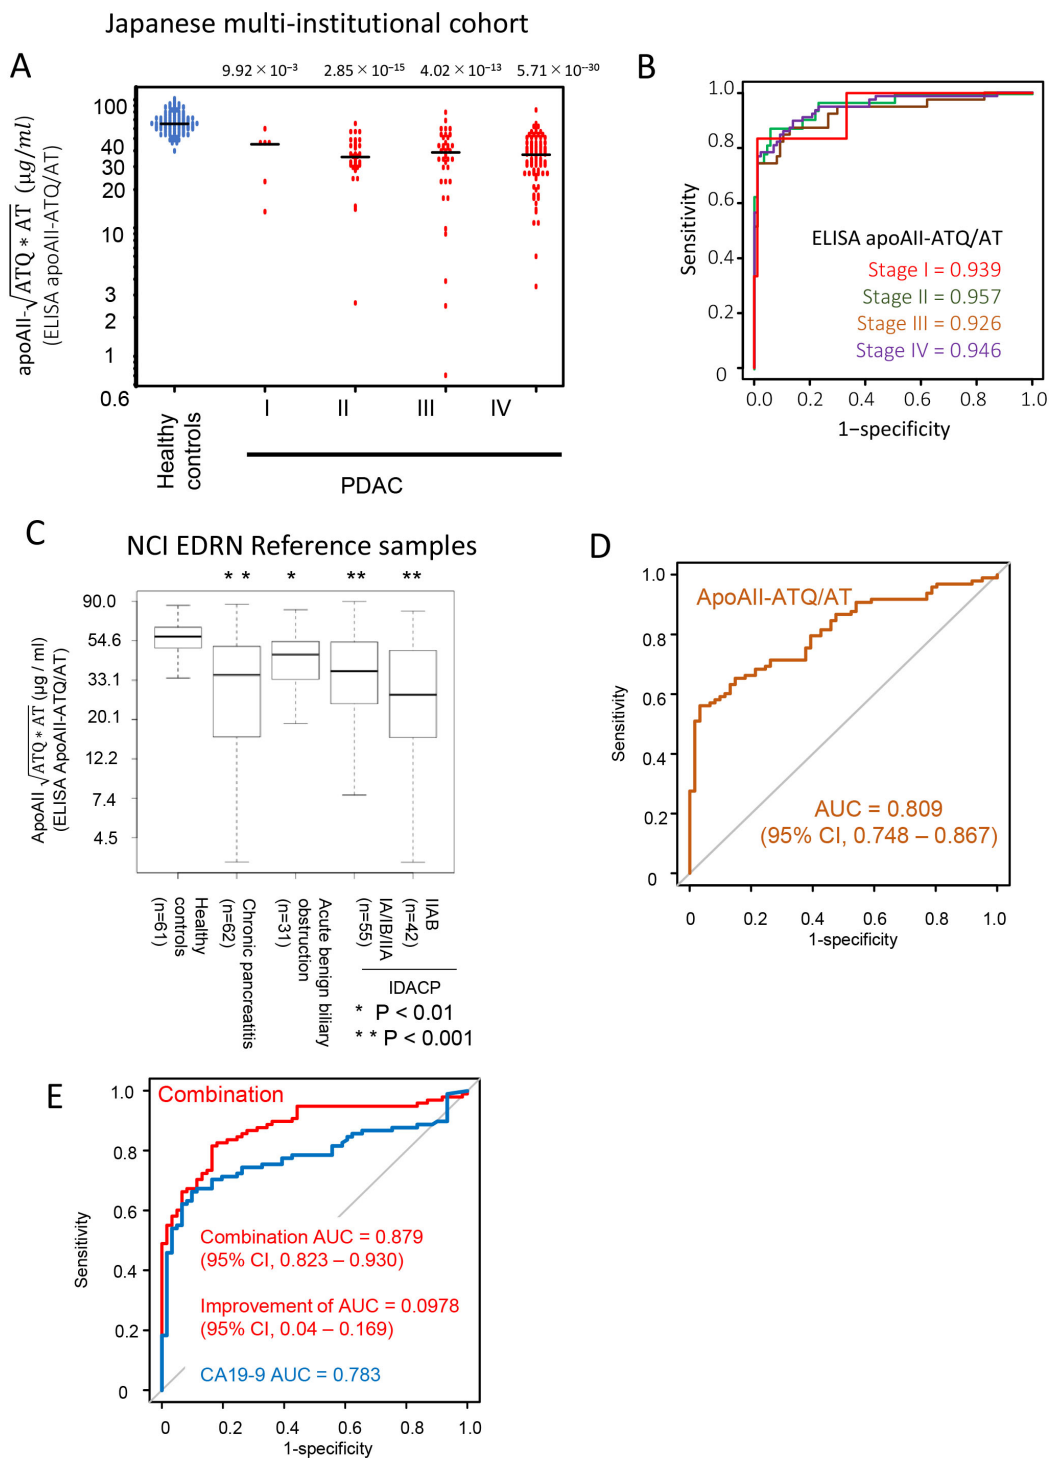 Japanese multi-institutional cohort
A
9.92 × 10⁻³ 2.85 × 10⁻¹⁵ 4.02 × 10⁻¹³ 5.71 × 10⁻³⁰
apoAII-√ATQ * AT (μg/ml)
(ELISA apoAII-ATQ/AT)
100
40
30
20
10
3
2
1
0.6
Healthy
controls
I II III IV
PDAC
B
Sensitivity
1.0
0.8
0.6
0.4
0.2
0
ELISA apoAII-ATQ/AT
Stage I = 0.939
Stage II = 0.957
Stage III = 0.926
Stage IV = 0.946
0.0 0.2 0.4 0.6 0.8 1.0
1−specificity
C
NCI EDRN Reference samples
* * * ** **
ApoAII √ATQ * AT (μg / ml)
(ELISA ApoAII-ATQ/AT)
90.0
54.6
33.1
20.1
12.2
7.4
4.5
Healthy
controls
(n=61)
Chronic pancreatitis
(n=62)
Acute benign biliary
obstruction
(n=31)
IA/IB/IIA
(n=55)
IIAB
(n=42)
IDACP
* P < 0.01
* * P < 0.001
D
Sensitivity
1.0
0.8
0.6
0.4
0.2
0
ApoAII-ATQ/AT
AUC = 0.809
(95% CI, 0.748 – 0.867)
0 0.2 0.4 0.6 0.8 1.0
1-specificity
E
Sensitivity
1.0
0.8
0.6
0.4
0.2
0
Combination
Combination AUC = 0.879
(95% CI, 0.823 – 0.930)
Improvement of AUC = 0.0978
(95% CI, 0.04 – 0.169)
CA19-9 AUC = 0.783
0 0.2 0.4 0.6 0.8 1.0
1-specificity